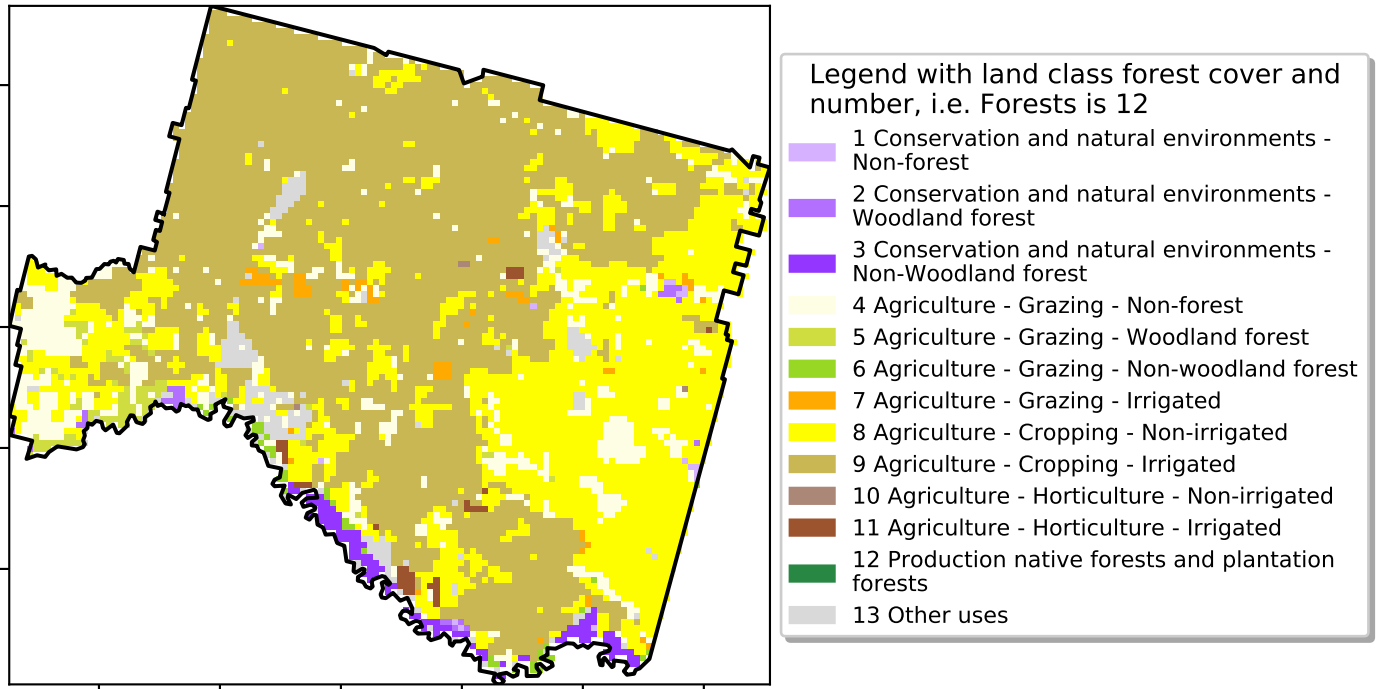 Legend with land class forest cover and
number, i.e. Forests is 12
1 Conservation and natural environments -
Non-forest
2 Conservation and natural environments -
Woodland forest
3 Conservation and natural environments -
Non-Woodland forest
4 Agriculture - Grazing - Non-forest
5 Agriculture - Grazing - Woodland forest
6 Agriculture - Grazing - Non-woodland forest
7 Agriculture - Grazing - Irrigated
8 Agriculture - Cropping - Non-irrigated
9 Agriculture - Cropping - Irrigated
10 Agriculture - Horticulture - Non-irrigated
11 Agriculture - Horticulture - Irrigated
12 Production native forests and plantation
forests
13 Other uses